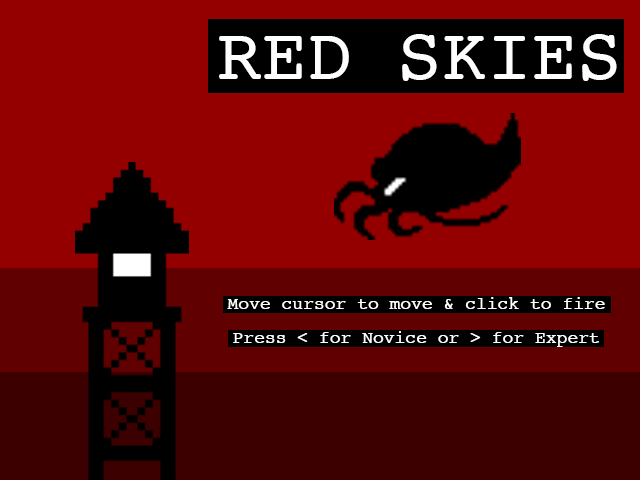 RED SKIES
Move cursor to move & click to fire
Press < for Novice or > for Expert